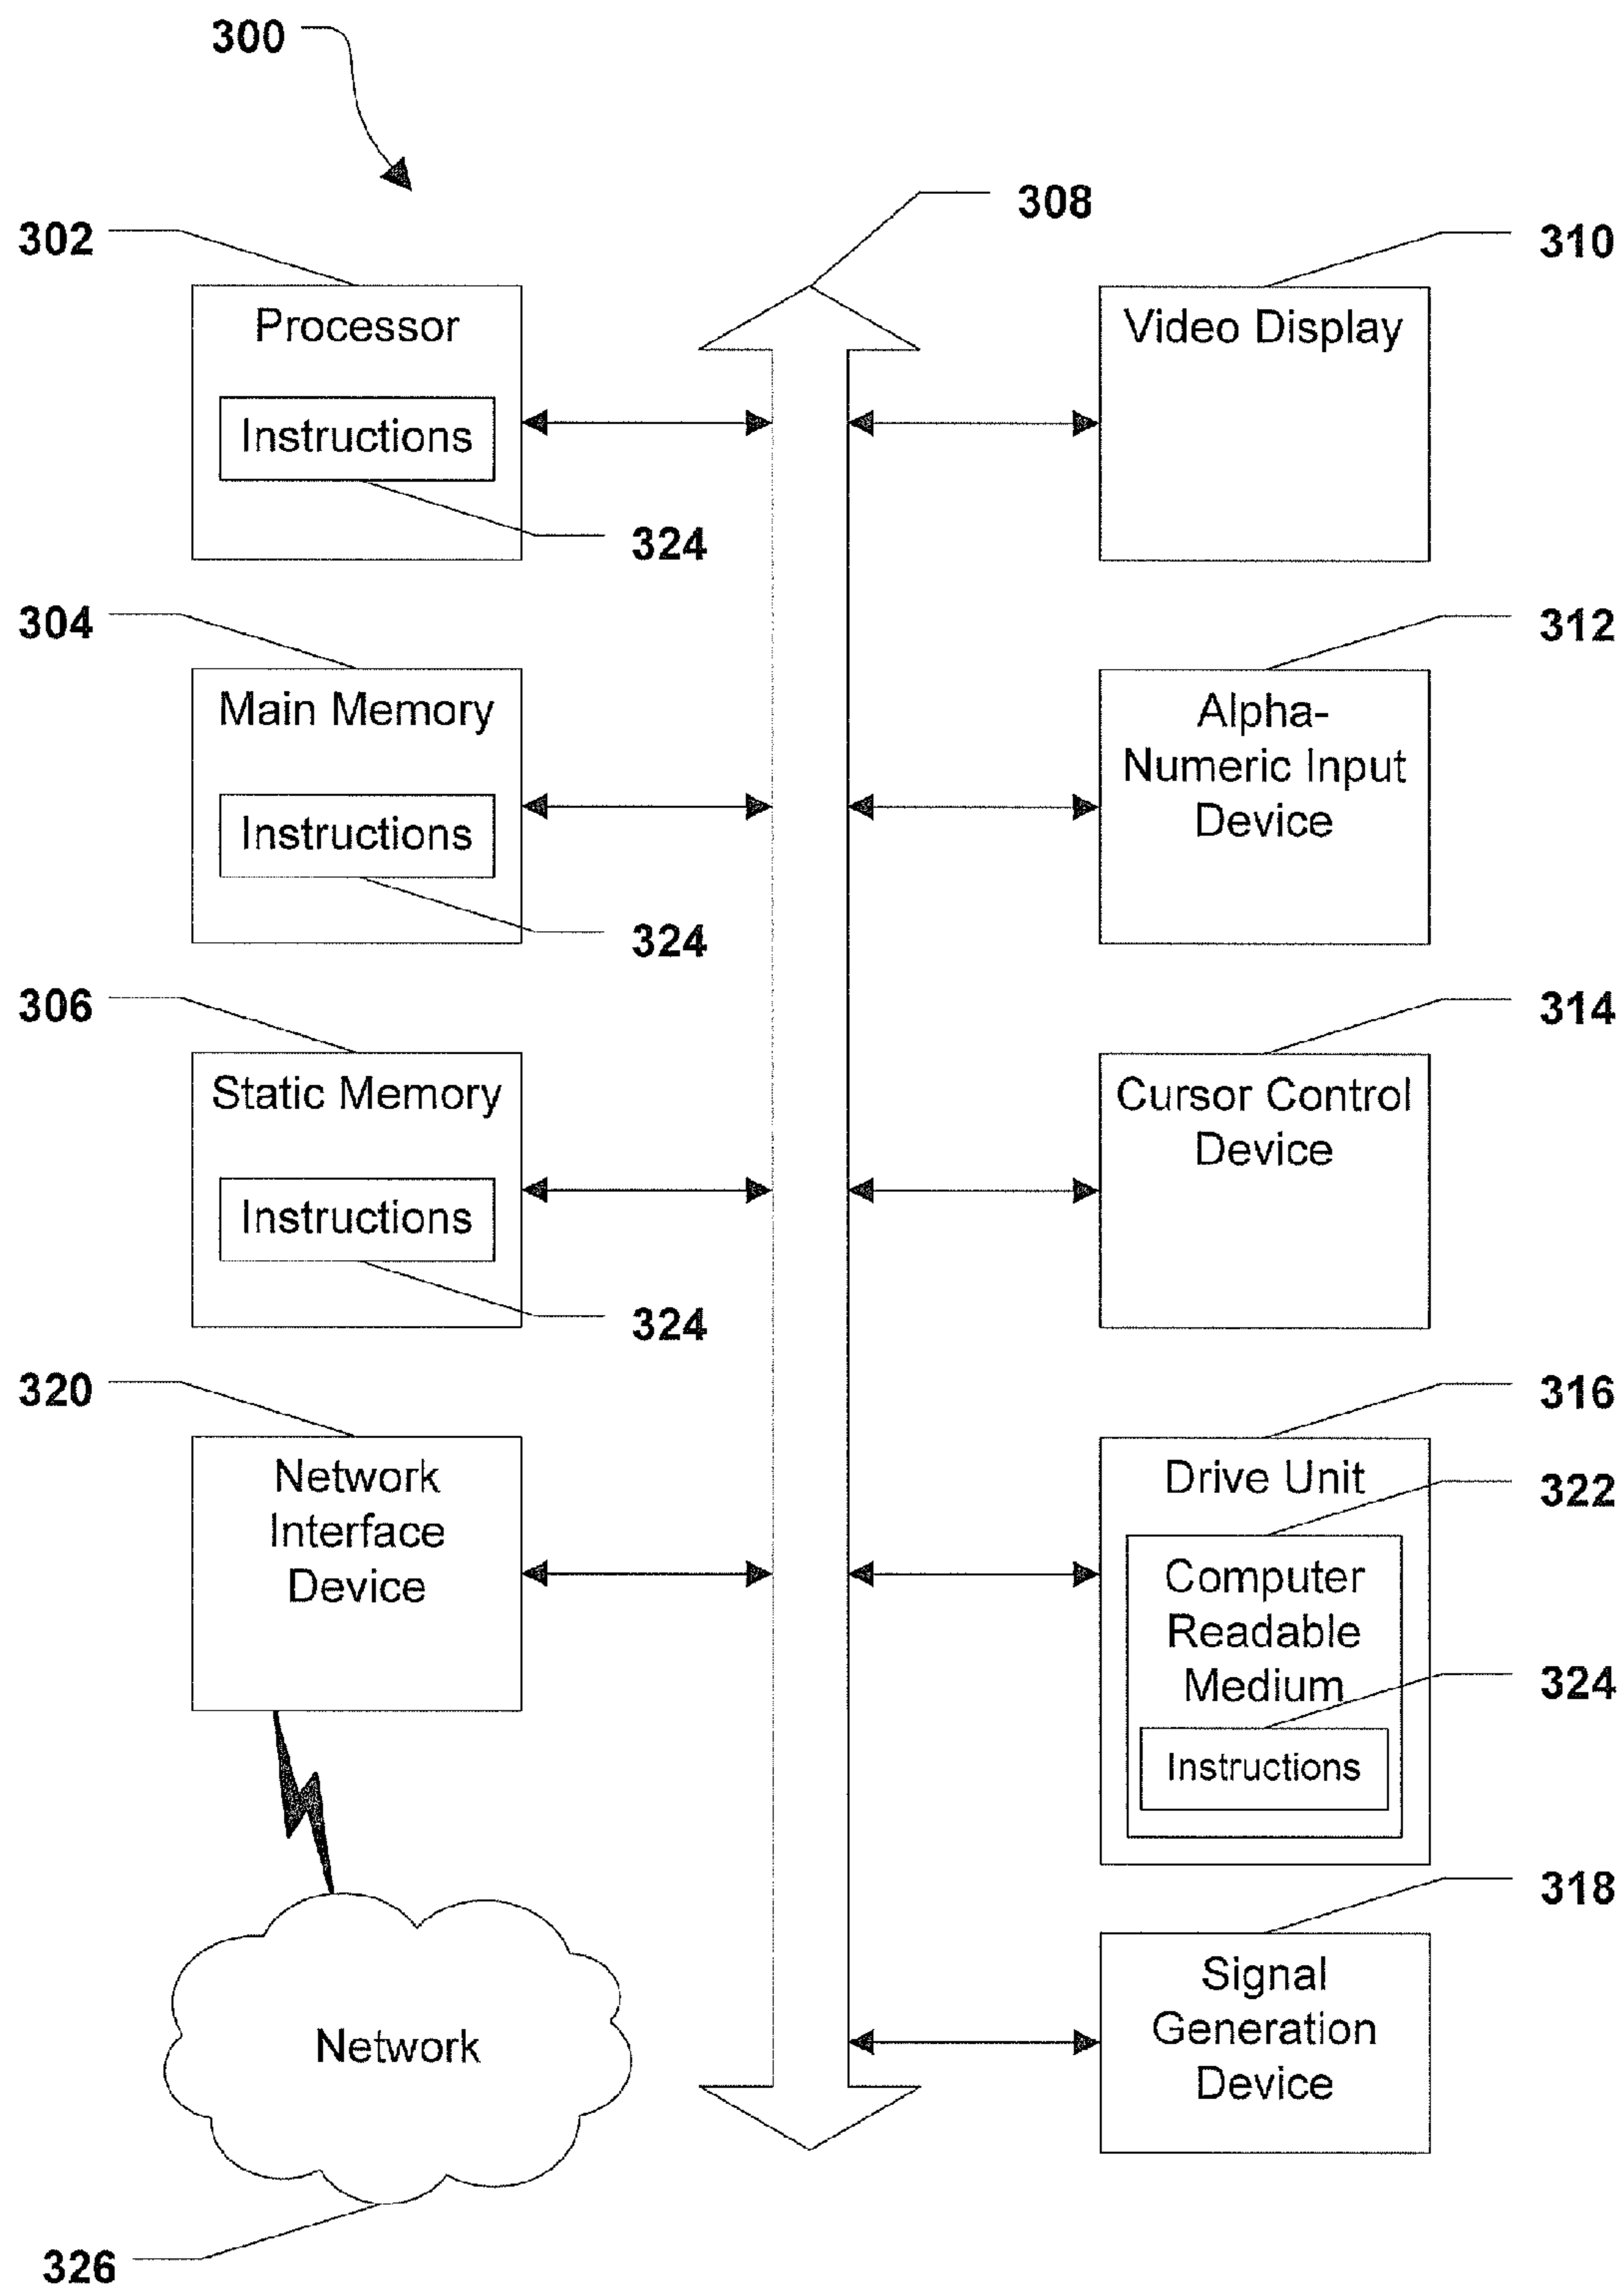 300
308
302
310
Processor
Video Display
Instructions
324
304
312
Main Memory
Alpha-
Numeric Input
Device
Instructions
324
306
314
Static Memory
Cursor Control
Device
Instructions
324
320
316
Network
Interface
Device
Drive Unit
322
Computer
Readable
Medium
324
Instructions
318
Signal
Generation
Device
Network
326